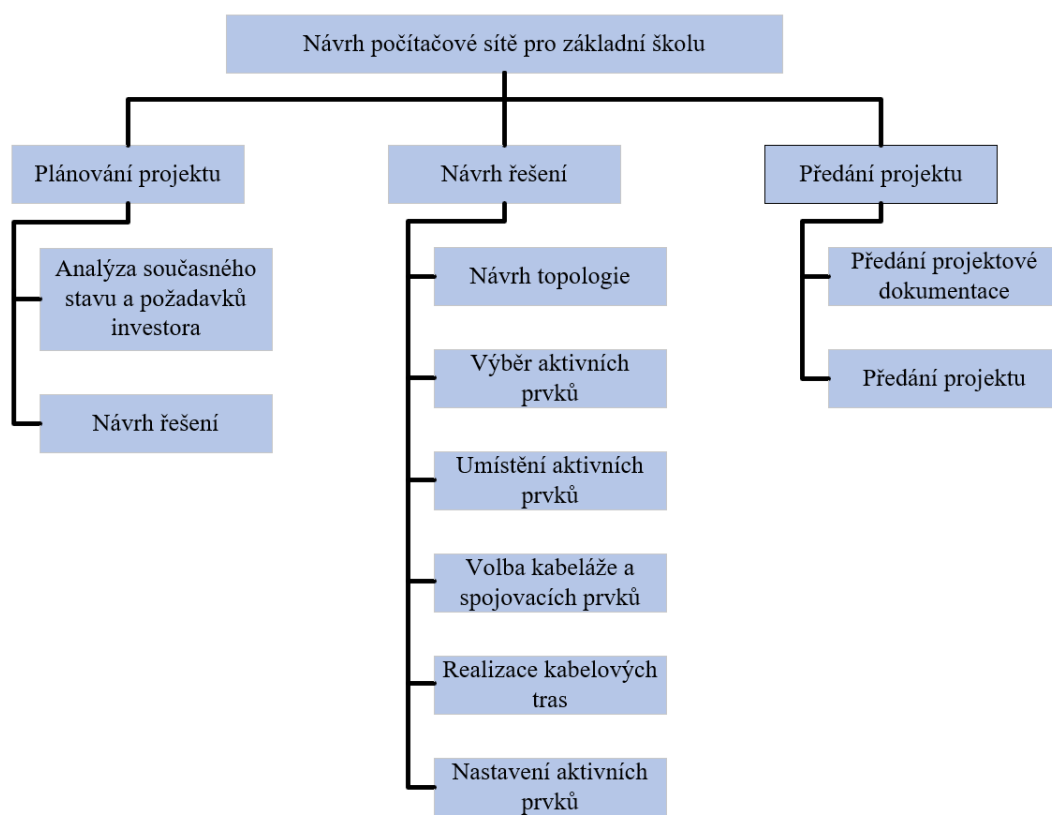 Návrh počítačové sítě pro základní školu
Plánování projektu
Návrh řešení
Předání projektu
Analýza současného
stavu a požadavků
investora
Návrh řešení
Návrh topologie
Výběr aktivních
prvků
Umístění aktivních
prvků
Volba kabeláže a
spojovacích prvků
Realizace kabelových
tras
Nastavení aktivních
prvků
Předání projektové
dokumentace
Předání projektu